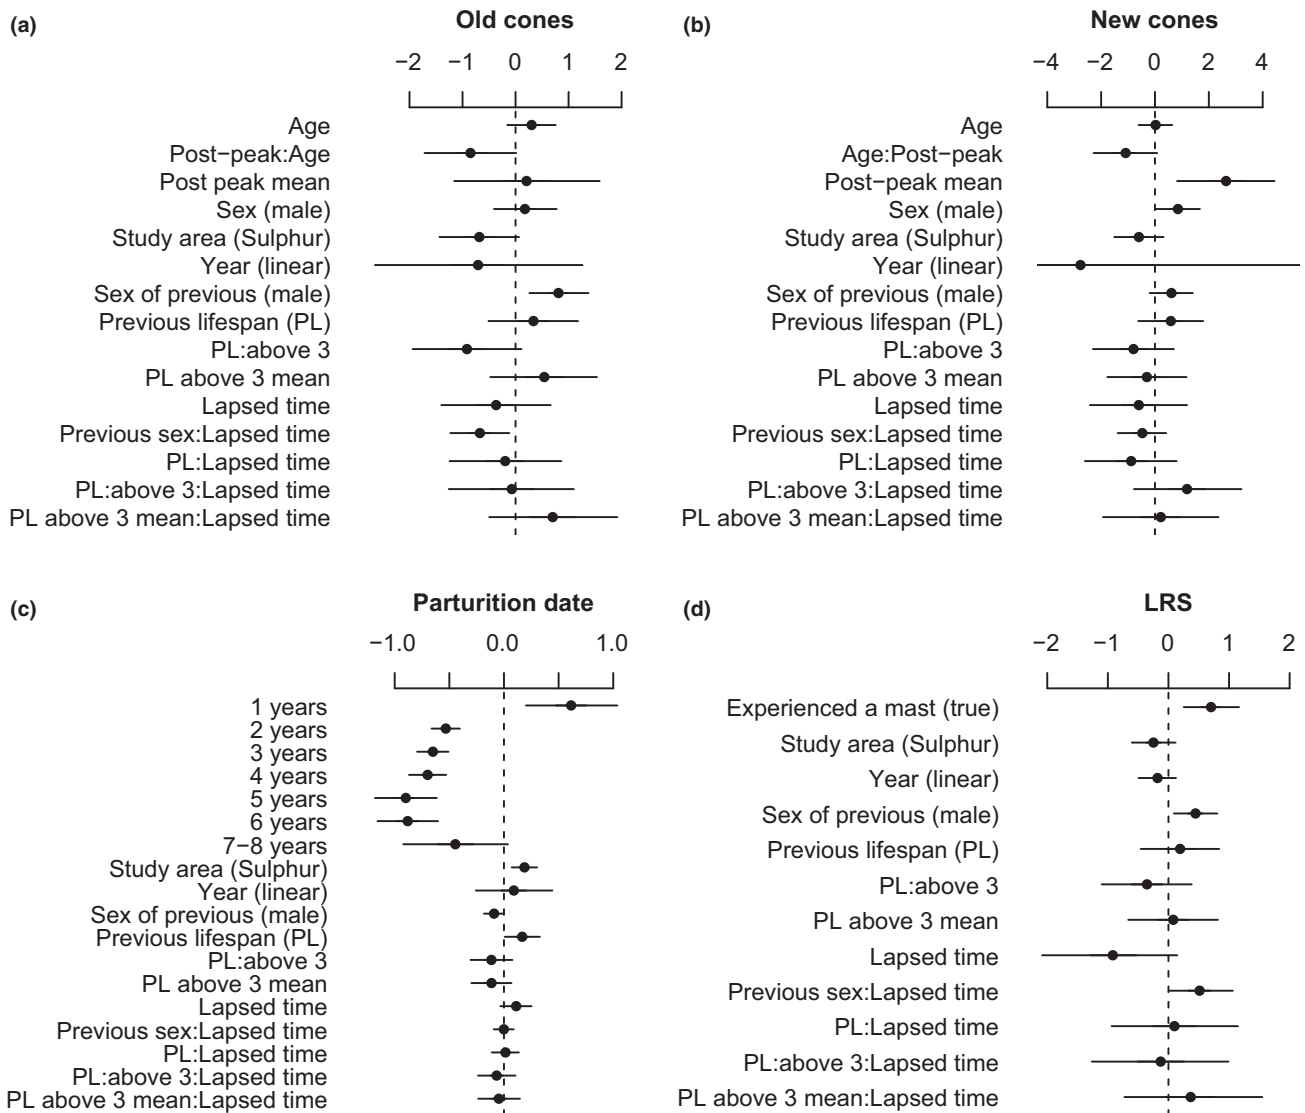 (a)
Old cones
−2 −1 0 1 2
Age
Post−peak:Age
Post peak mean
Sex (male)
Study area (Sulphur)
Year (linear)
Sex of previous (male)
Previous lifespan (PL)
PL:above 3
PL above 3 mean
Lapsed time
Previous sex:Lapsed time
PL:Lapsed time
PL:above 3:Lapsed time
PL above 3 mean:Lapsed time
(b)
New cones
−4 −2 0 2 4
Age
Age:Post−peak
Post−peak mean
Sex (male)
Study area (Sulphur)
Year (linear)
Sex of previous (male)
Previous lifespan (PL)
PL:above 3
PL above 3 mean
Lapsed time
Previous sex:Lapsed time
PL:Lapsed time
PL:above 3:Lapsed time
PL above 3 mean:Lapsed time
(c)
Parturition date
−1.0 0.0 1.0
1 years
2 years
3 years
4 years
5 years
6 years
7−8 years
Study area (Sulphur)
Year (linear)
Sex of previous (male)
Previous lifespan (PL)
PL:above 3
PL above 3 mean
Lapsed time
Previous sex:Lapsed time
PL:Lapsed time
PL:above 3:Lapsed time
PL above 3 mean:Lapsed time
(d)
LRS
−2 −1 0 1 2
Experienced a mast (true)
Study area (Sulphur)
Year (linear)
Sex of previous (male)
Previous lifespan (PL)
PL:above 3
PL above 3 mean
Lapsed time
Previous sex:Lapsed time
PL:Lapsed time
PL:above 3:Lapsed time
PL above 3 mean:Lapsed time